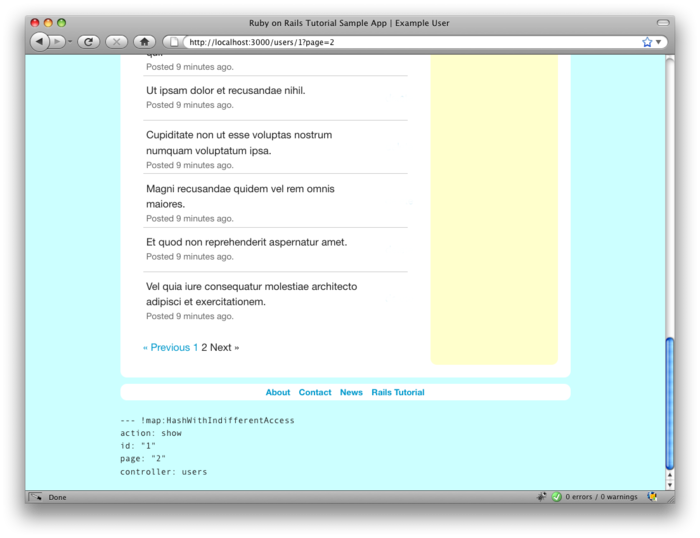 Ruby on Rails Tutorial Sample App | Example User
http://localhost:3000/users/1?page=2
Posted 9 minutes ago.
Ut ipsam dolor et recusandae nihil.
Posted 9 minutes ago.
Cupiditate non ut esse voluptas nostrum
numquam voluptatum ipsa.
Posted 9 minutes ago.
Magni recusandae quidem vel rem omnis
maiores.
Posted 9 minutes ago.
Et quod non reprehenderit aspernatur amet.
Posted 9 minutes ago.
Vel quia iure consequatur molestiae architecto
adipisci et exercitationem.
Posted 9 minutes ago.
« Previous 1 2 Next »
About Contact News Rails Tutorial
--- !map:HashWithIndifferentAccess
action: show
id: "1"
page: "2"
controller: users
Done 0 errors / 0 warnings